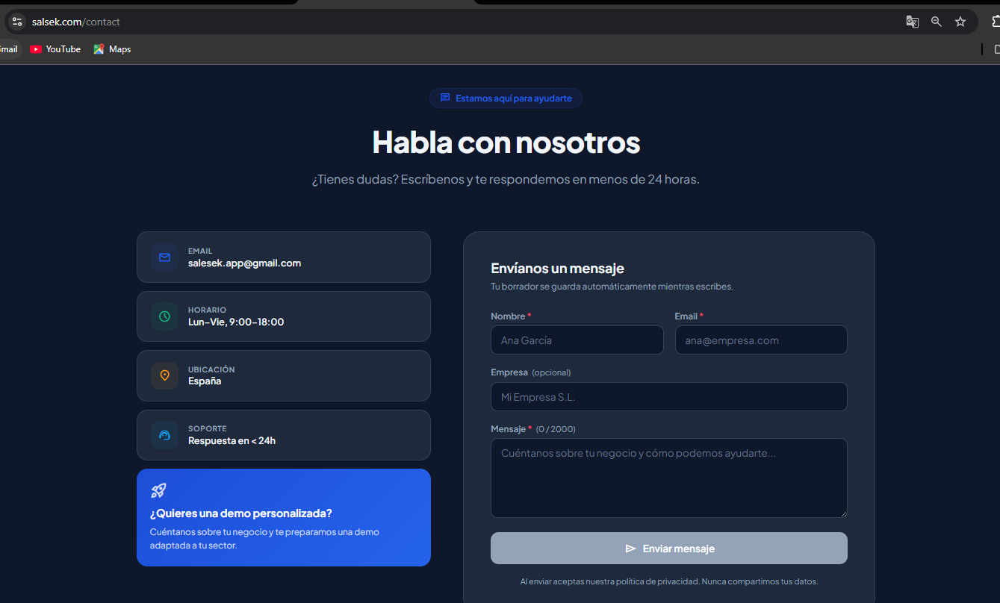 salsek.com/contact
mail YouTube Maps
Estamos aquí para ayudarte
Habla con nosotros
¿Tienes dudas? Escríbenos y te respondemos en menos de 24 horas.
EMAIL
salesek.app@gmail.com
HORARIO
Lun–Vie, 9:00–18:00
UBICACIÓN
España
SOPORTE
Respuesta en < 24h
¿Quieres una demo personalizada?
Cuéntanos sobre tu negocio y te preparamos una demo
adaptada a tu sector.
Envíanos un mensaje
Tu borrador se guarda automáticamente mientras escribes.
Nombre * Email *
Ana García ana@empresa.com
Empresa (opcional)
Mi Empresa S.L.
Mensaje * (0 / 2000)
Cuéntanos sobre tu negocio y cómo podemos ayudarte...
Enviar mensaje
Al enviar aceptas nuestra política de privacidad. Nunca compartimos tus datos.